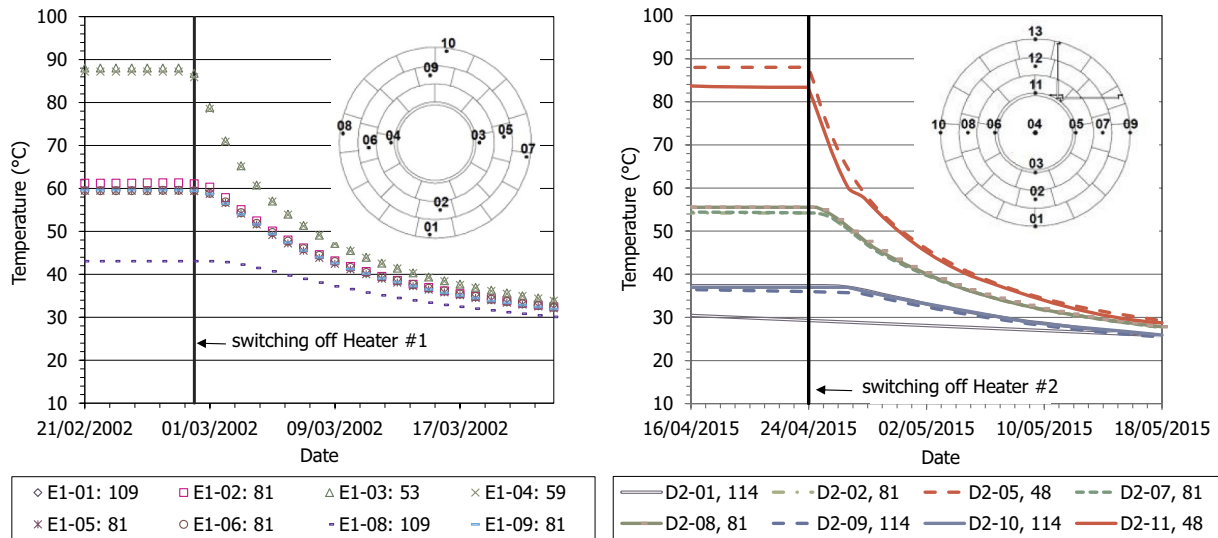 100
90
80
70
60
50
40
30
20
10
Temperature (°C)
21/02/2002 01/03/2002 09/03/2002 17/03/2002
Date
switching off Heater #1
10
09
08
06
04
03
05
07
02
01
E1-01: 109 E1-02: 81 E1-03: 53 E1-04: 59
E1-05: 81 E1-06: 81 E1-08: 109 E1-09: 81
100
90
80
70
60
50
40
30
20
10
Temperature (°C)
16/04/2015 24/04/2015 02/05/2015 10/05/2015 18/05/2015
Date
switching off Heater #2
13
12
11
10 08 06 04 05 07 09
03
02
01
D2-01, 114 D2-02, 81 D2-05, 48 D2-07, 81
D2-08, 81 D2-09, 114 D2-10, 114 D2-11, 48